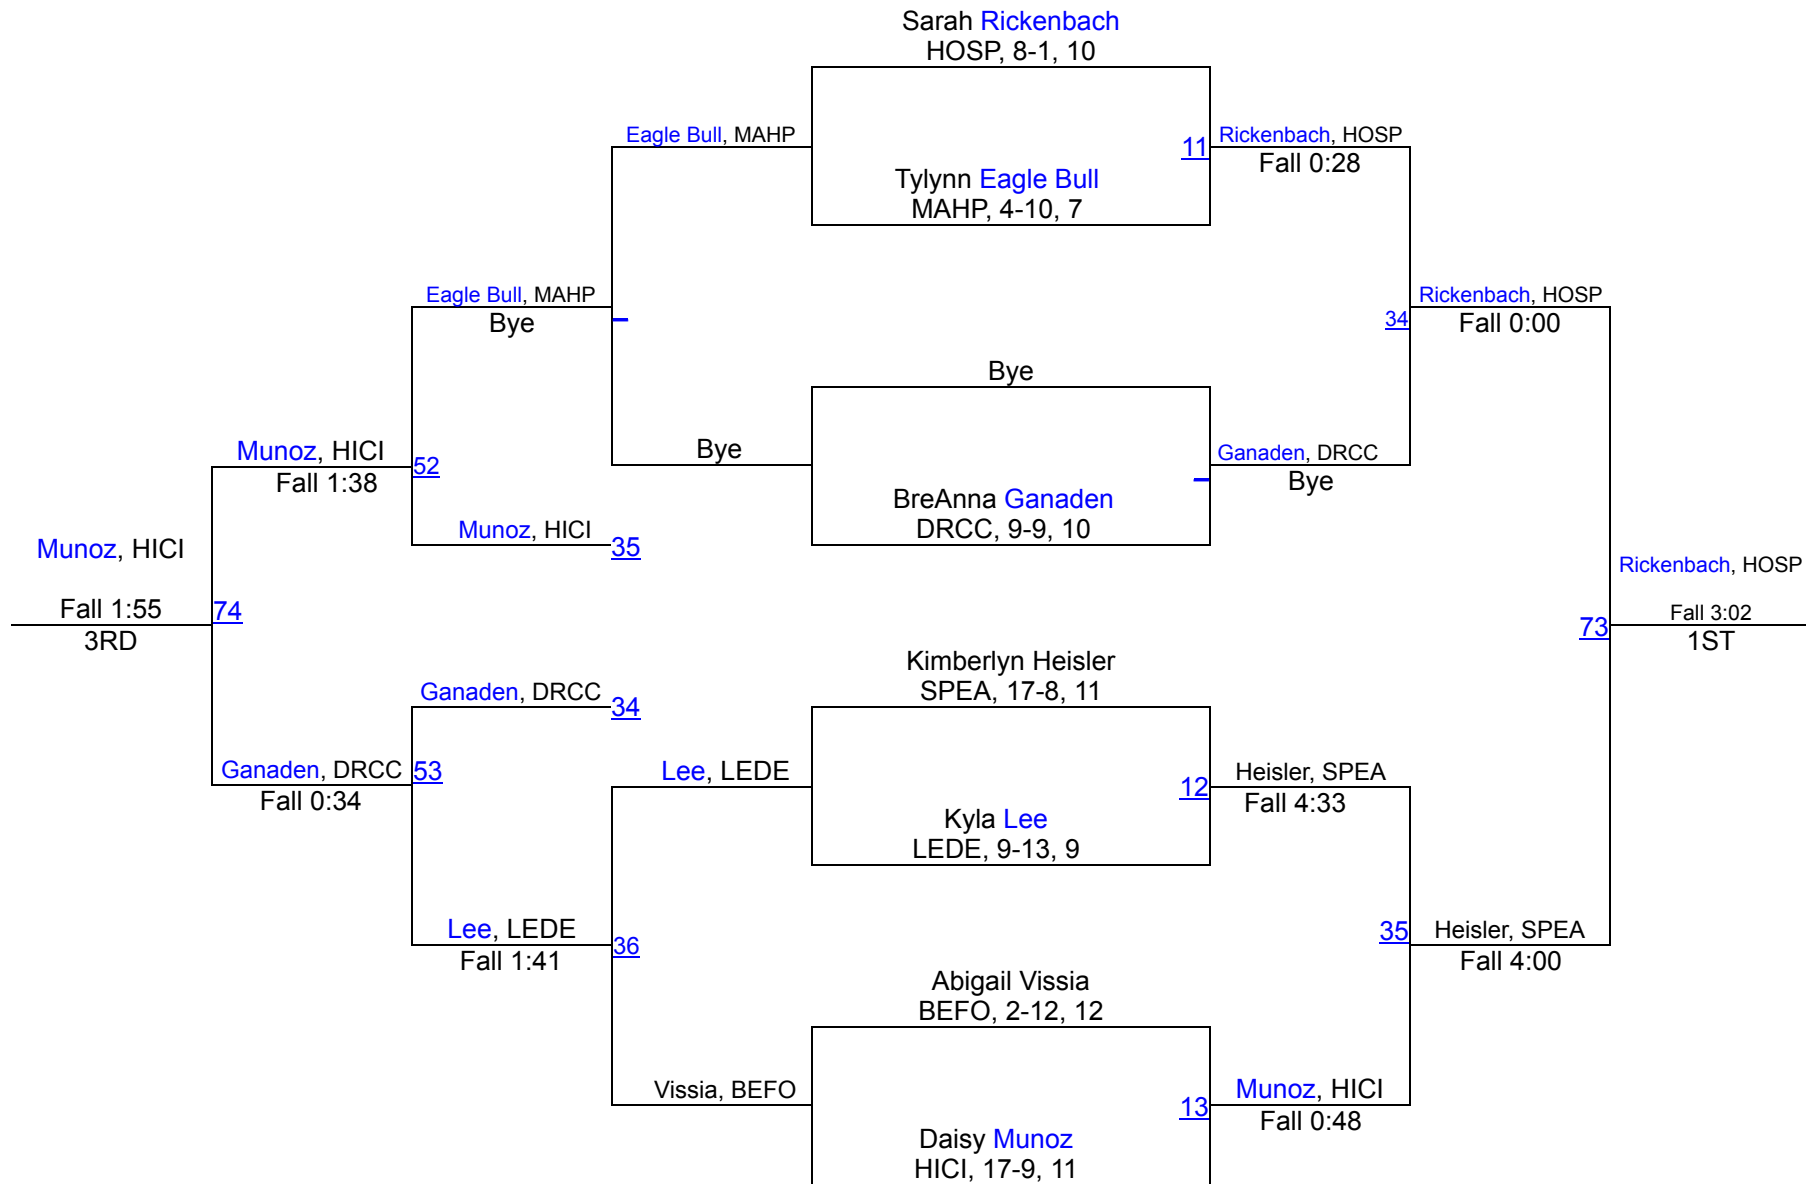 Sarah Rickenbach
HOSP, 8-1, 10
Eagle Bull, MAHP
11
Rickenbach, HOSP
Fall 0:28
Tylynn Eagle Bull
MAHP, 4-10, 7
Eagle Bull, MAHP
Bye
34
Rickenbach, HOSP
Fall 0:00
Bye
Munoz, HICI
Fall 1:38
52
Bye
Ganaden, DRCC
Bye
BreAnna Ganaden
DRCC, 9-9, 10
Munoz, HICI
35
Munoz, HICI
Fall 1:55
3RD
74
Rickenbach, HOSP
Fall 3:02
1ST
73
Kimberlyn Heisler
SPEA, 17-8, 11
Ganaden, DRCC
34
Ganaden, DRCC
Fall 0:34
53
Lee, LEDE
12
Heisler, SPEA
Fall 4:33
Kyla Lee
LEDE, 9-13, 9
Lee, LEDE
Fall 1:41
36
35
Heisler, SPEA
Fall 4:00
Abigail Vissia
BEFO, 2-12, 12
Vissia, BEFO
13
Munoz, HICI
Fall 0:48
Daisy Munoz
HICI, 17-9, 11